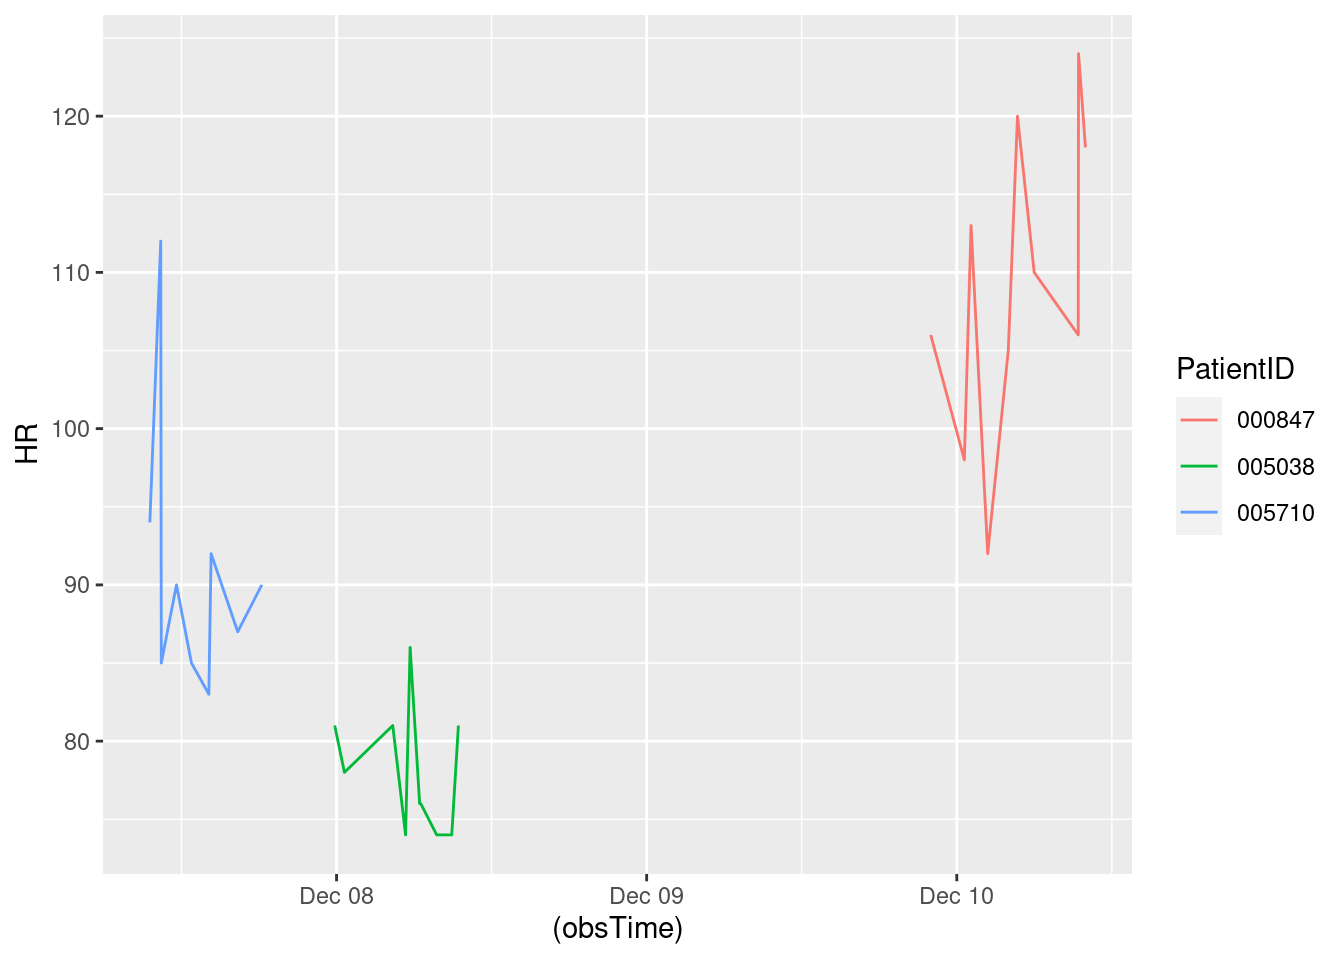 120
110
100
90
80
HR
Dec 08
Dec 09
Dec 10
(obsTime)
PatientID
000847
005038
005710